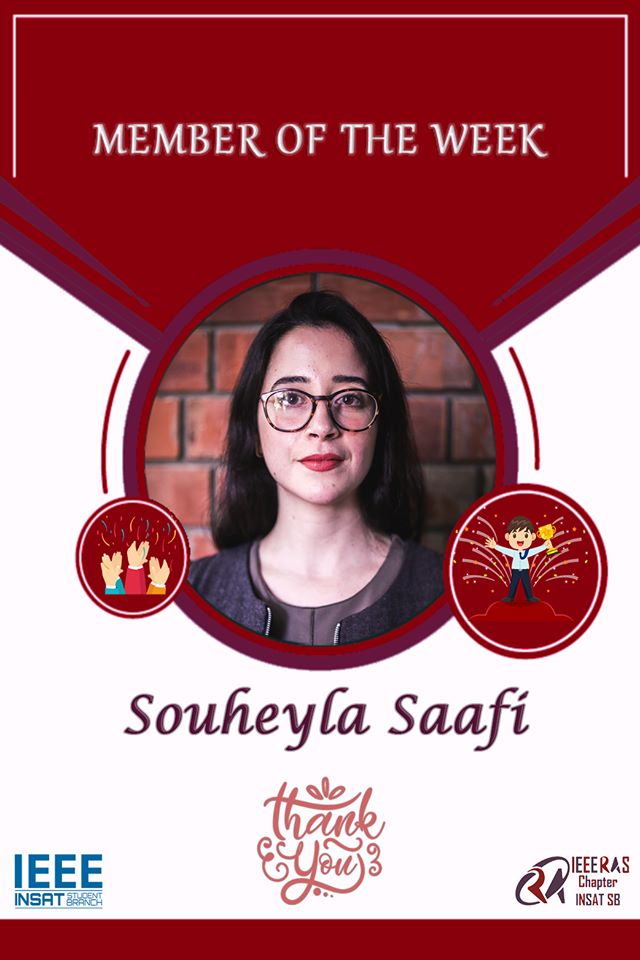 MEMBER OF THE WEEK
Souheyla Saafi
thank
You
IEEE
INSAT STUDENT BRANCH
IEEE RAS
Chapter
INSAT SB